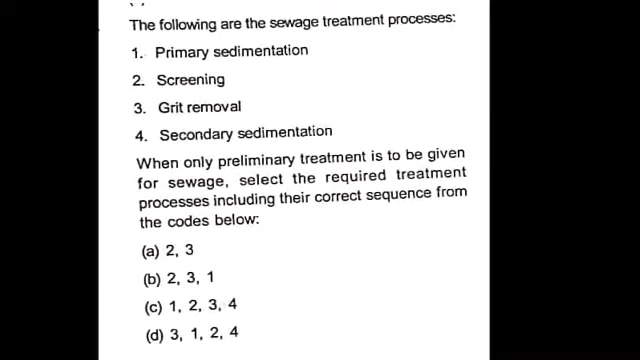 The following are the sewage treatment processes:
1. Primary sedimentation
2. Screening
3. Grit removal
4. Secondary sedimentation
When only preliminary treatment is to be given
for sewage, select the required treatment
processes including their correct sequence from
the codes below:
(a) 2, 3
(b) 2, 3, 1
(c) 1, 2, 3, 4
(d) 3, 1, 2, 4